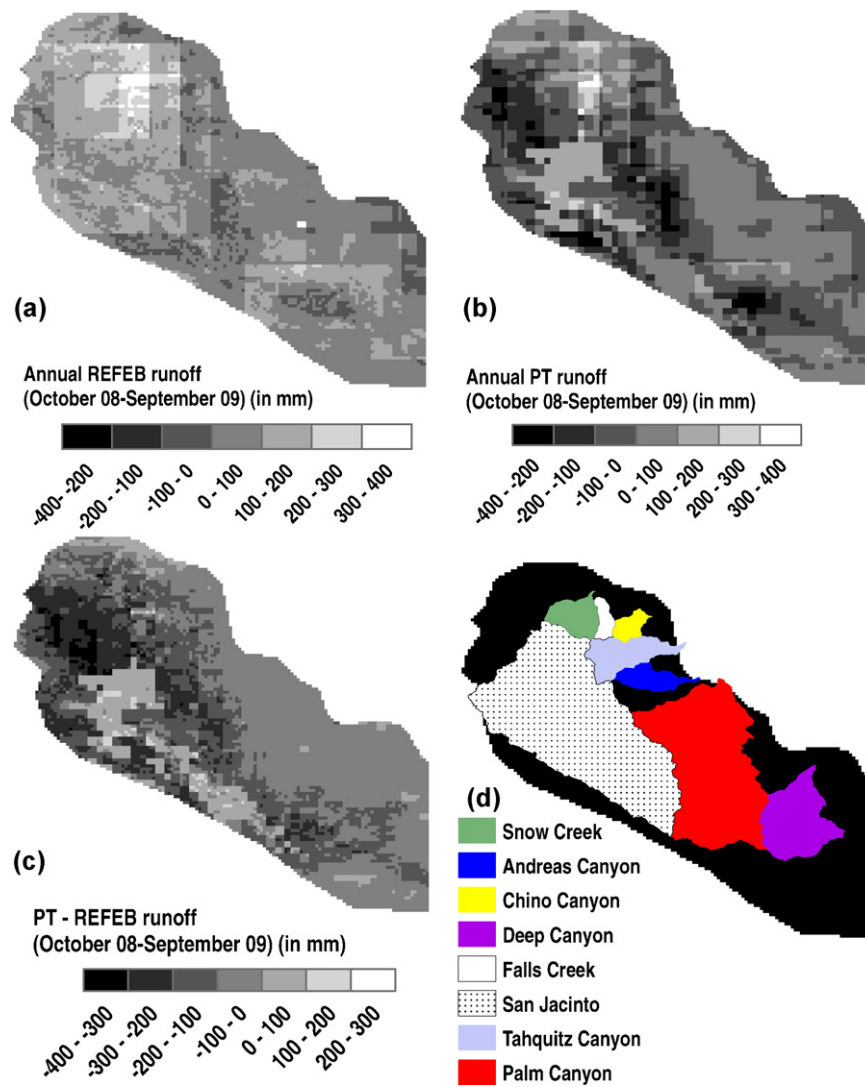 (a)
Annual REFEB runoff
(October 08-September 09) (in mm)
-400 - -200
-200 - -100
-100 - 0
0 - 100
100 - 200
200 - 300
300 - 400
(b)
Annual PT runoff
(October 08-September 09) (in mm)
-400 - -200
-200 - -100
-100 - 0
0 - 100
100 - 200
200 - 300
300 - 400
(c)
PT - REFEB runoff
(October 08-September 09) (in mm)
-400 - -300
-300 - -200
-200 - -100
-100 - 0
0 - 100
100 - 200
200 - 300
(d)
Snow Creek
Andreas Canyon
Chino Canyon
Deep Canyon
Falls Creek
San Jacinto
Tahquitz Canyon
Palm Canyon